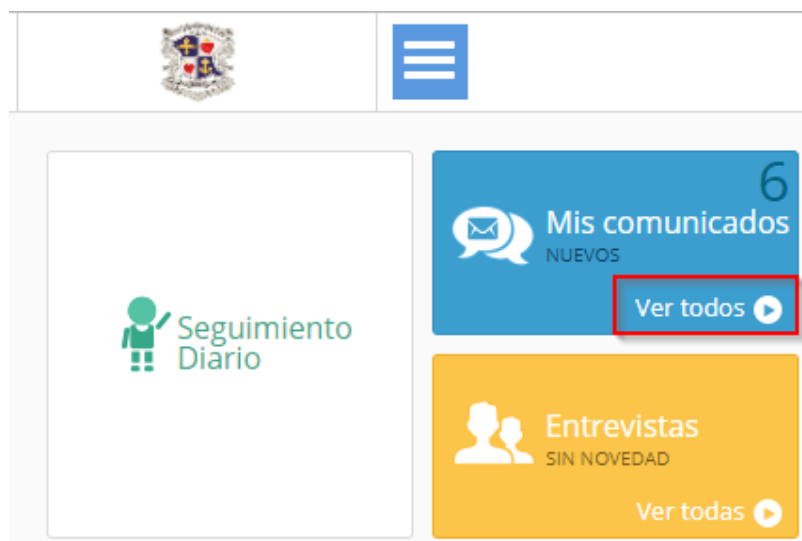 Seguimiento
Diario
6
Mis comunicados
NUEVOS
Ver todos
Entrevistas
SIN NOVEDAD
Ver todas